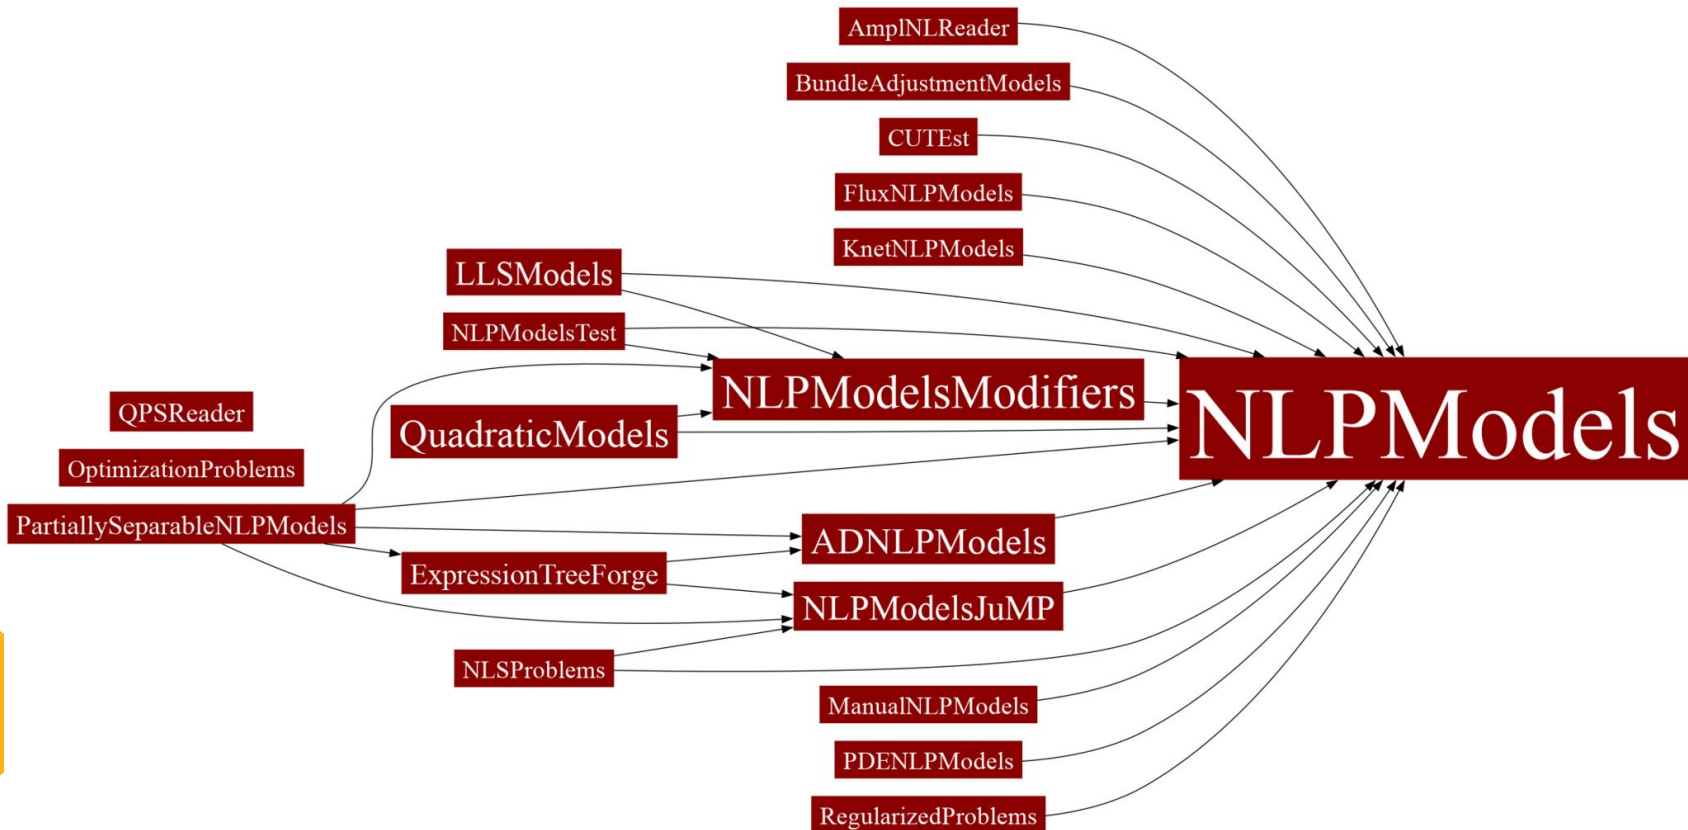 AmplNLReader
BundleAdjustmentModels
CUTEst
FluxNLPModels
KnetNLPModels
LLSModels
NLPModelsTest
NLPModelsModifiers
NLPModels
QPSReader
QuadraticModels
OptimizationProblems
PartiallySeparableNLPModels
ADNLPModels
ExpressionTreeForge
NLPModelsJuMP
NLSProblems
ManualNLPModels
PDENLPModels
RegularizedProblems